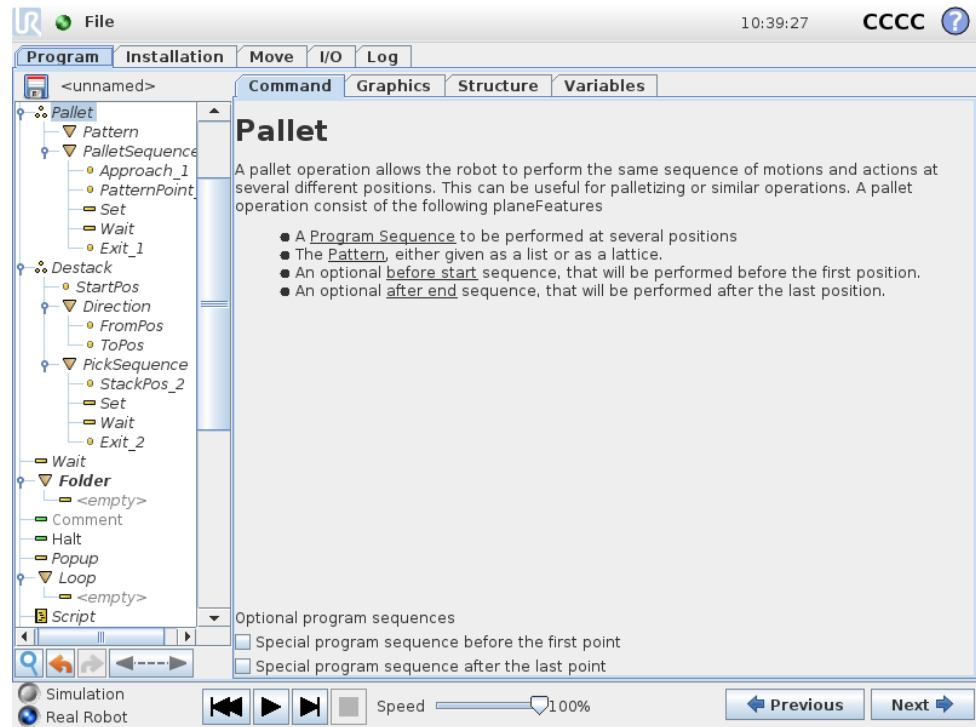 UR File 10:39:27 CCCC ?
Program Installation Move I/O Log
<unnamed> Command Graphics Structure Variables
Pallet
Pattern
PalletSequence
Approach_1
PatternPoint_
Set
Wait
Exit_1
Destack
StartPos
Direction
FromPos
ToPos
PickSequence
StackPos_2
Set
Wait
Exit_2
Wait
Folder
<empty>
Comment
Halt
Popup
Loop
<empty>
Script
Pallet
A pallet operation allows the robot to perform the same sequence of motions and actions at
several different positions. This can be useful for palletizing or similar operations. A pallet
operation consist of the following planeFeatures
● A Program Sequence to be performed at several positions
● The Pattern, either given as a list or as a lattice.
● An optional before start sequence, that will be performed before the first position.
● An optional after end sequence, that will be performed after the last position.
Optional program sequences
Special program sequence before the first point
Special program sequence after the last point
Simulation
Real Robot
Speed 100% Previous Next